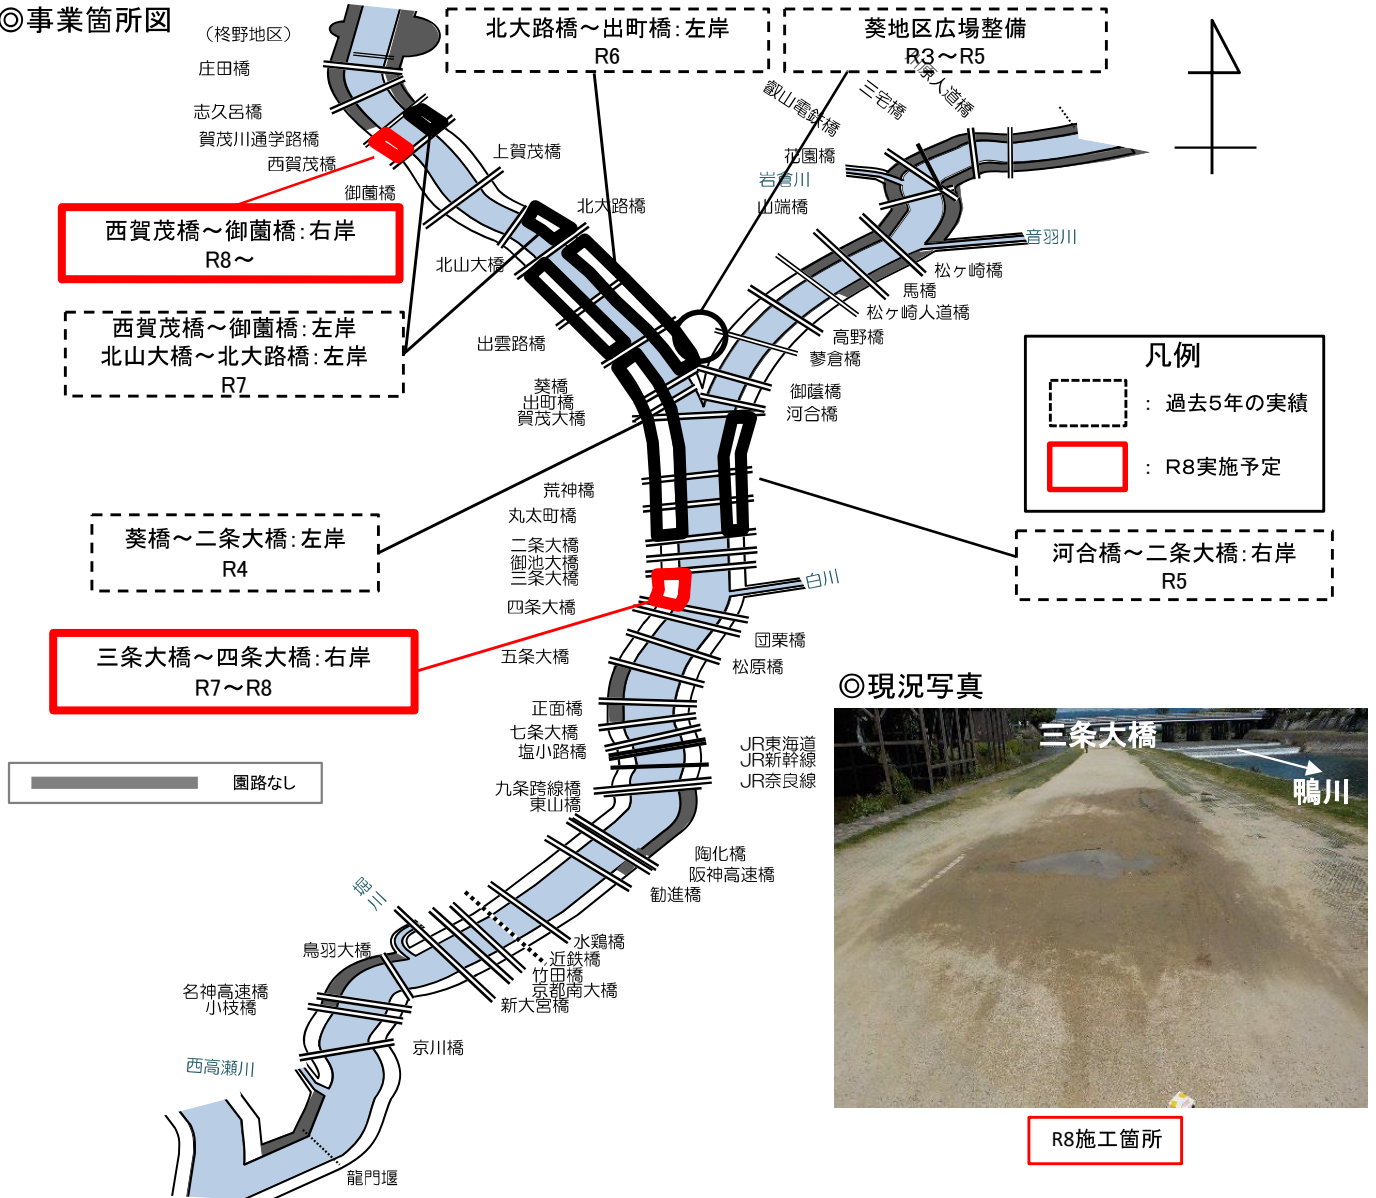 ◎事業箇所図
(柊野地区)
庄田橋
志久呂橋
賀茂川通学路橋
西賀茂橋
御薗橋
上賀茂橋
北大路橋
北山大橋
出雲路橋
葵橋
出町橋
賀茂大橋
荒神橋
丸太町橋
二条大橋
御池大橋
三条大橋
四条大橋
五条大橋
正面橋
七条大橋
塩小路橋
九条跨線橋
東山橋
北大路橋～出町橋:左岸
R6
葵地区広場整備
R3～R5
叡山電鉄橋
三宅橋
原人道橋
花園橋
岩倉川
山端橋
音羽川
松ヶ崎橋
馬橋
松ヶ崎人道橋
高野橋
蓼倉橋
御蔭橋
河合橋
西賀茂橋～御薗橋:右岸
R8～
西賀茂橋～御薗橋:左岸
北山大橋～北大路橋:左岸
R7
葵橋～二条大橋:左岸
R4
三条大橋～四条大橋:右岸
R7～R8
園路なし
凡例
: 過去5年の実績
: R8実施予定
河合橋～二条大橋:右岸
R5
白川
団栗橋
松原橋
JR東海道
JR新幹線
JR奈良線
陶化橋
阪神高速橋
勧進橋
水鶏橋
近鉄橋
竹田橋
京都南大橋
新大宮橋
堀川
鳥羽大橋
名神高速橋
小枝橋
京川橋
西高瀬川
龍門堰
◎現況写真
三条大橋
鴨川
R8施工箇所